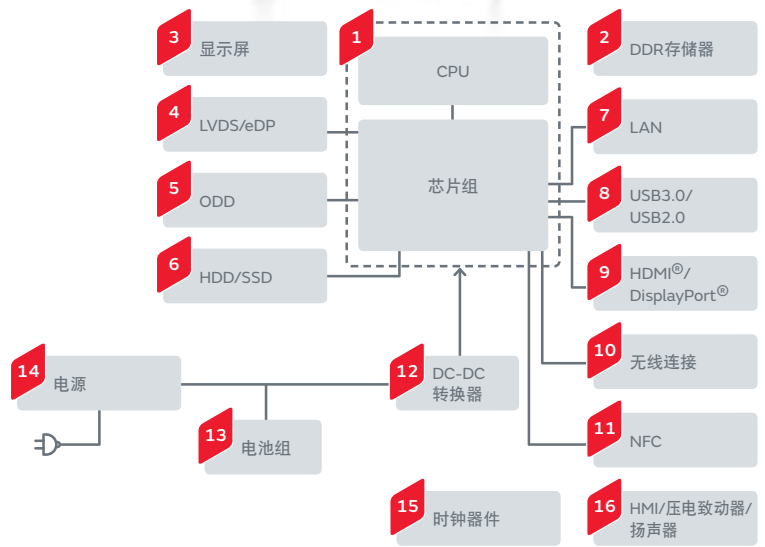 1
CPU
芯片组
2
DDR存储器
3
显示屏
4
LVDS/eDP
5
ODD
6
HDD/SSD
7
LAN
8
USB3.0/
USB2.0
9
HDMI®/
DisplayPort®
10
无线连接
11
NFC
12
DC-DC
转换器
13
电池组
14
电源
15
时钟器件
16
HMI/压电致动器/
扬声器